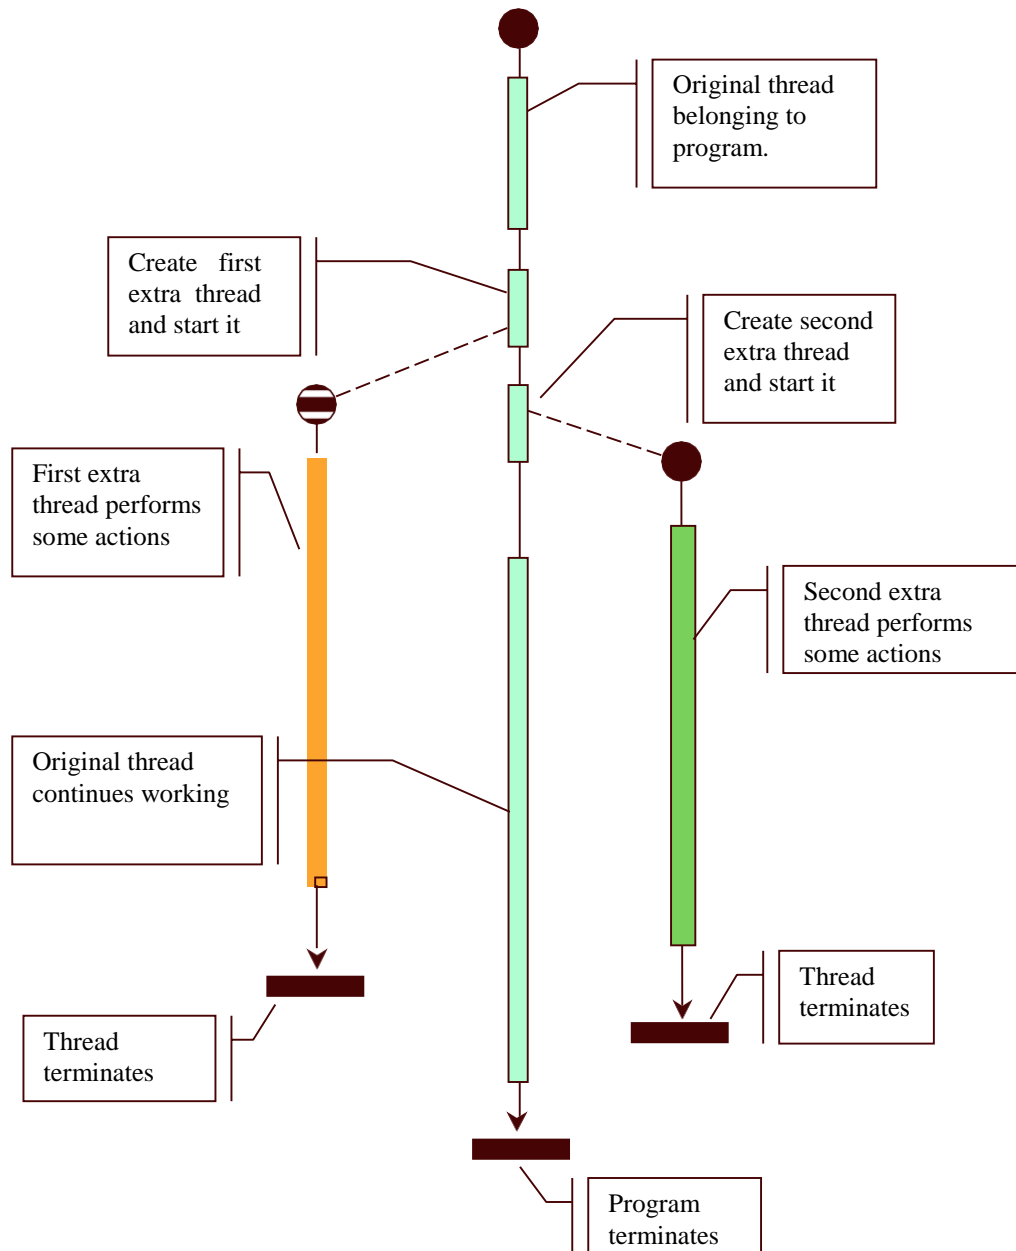 Original thread
belonging to
program.
Create first
extra thread
and start it
Create second
extra thread
and start it
First extra
thread performs
some actions
Second extra
thread performs
some actions
Original thread
continues working
Thread
terminates
Thread
terminates
Program
terminates